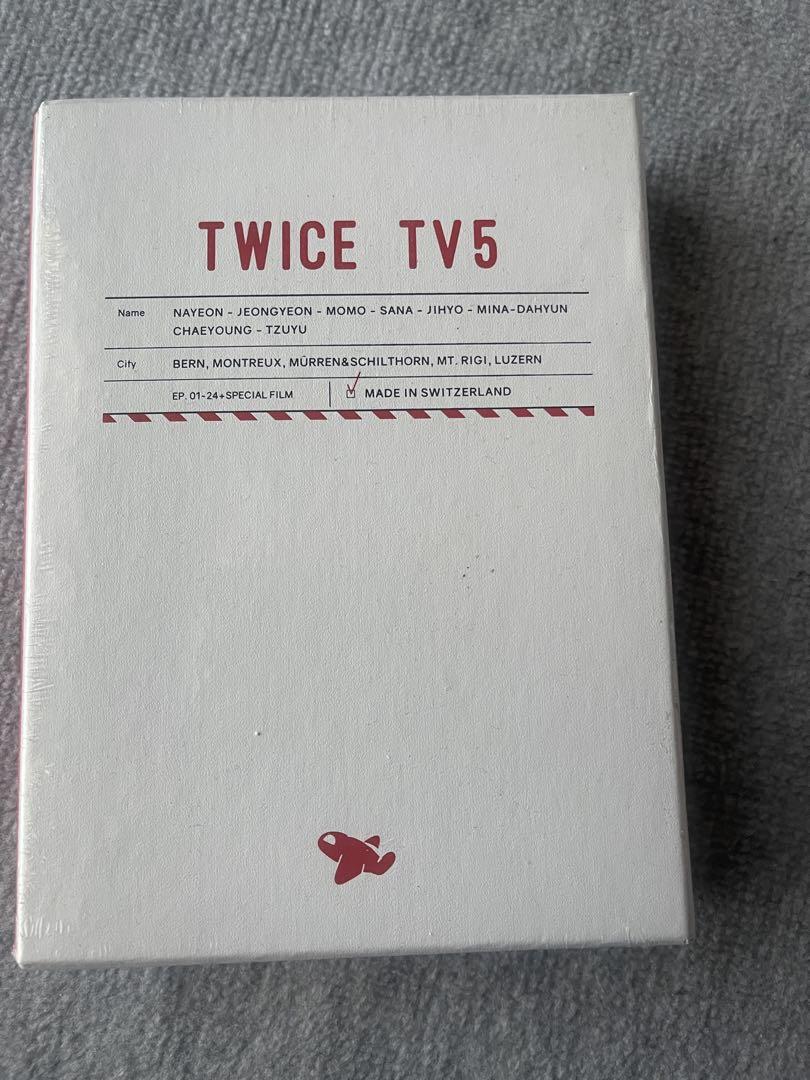 TWICE TV5
Name NAYEON - JEONGYEON - MOMO - SANA - JIHYO - MINA-DAHYUN
CHAEYOUNG - TZUYU
City BERN, MONTREUX, MÜRREN&SCHILTHORN, MT. RIGI, LUZERN
EP. 01-24+SPECIAL FILM MADE IN SWITZERLAND